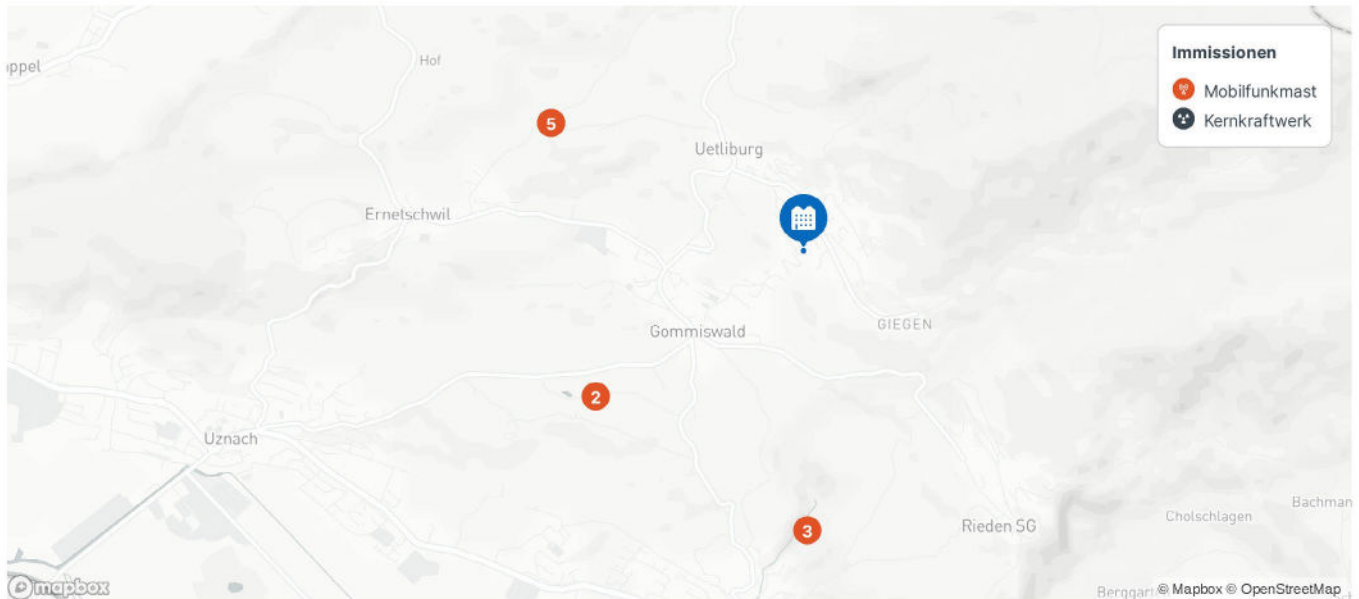 Immissionen
Mobilfunkmast
Kernkraftwerk
Hof
5
Uetliburg
Ernetschwil
Gommiswald
GIEGEN
2
Uznach
3
Rieden SG
Cholschlagen
Bachman
mapbox
© Mapbox © OpenStreetMap